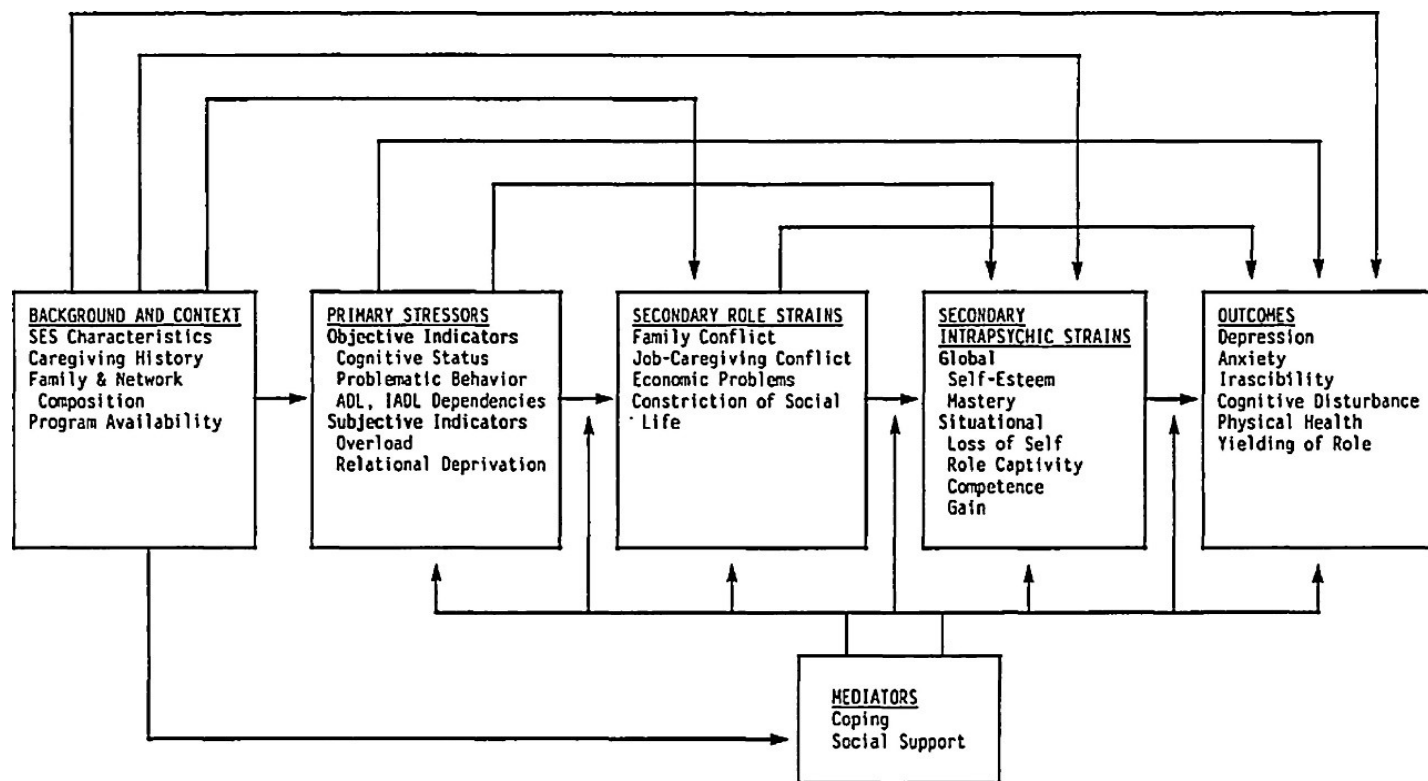 BACKGROUND AND CONTEXT
SES Characteristics
Caregiving History
Family & Network
Composition
Program Availability
PRIMARY STRESSORS
Objective Indicators
Cognitive Status
Problematic Behavior
ADL, IADL Dependencies
Subjective Indicators
Overload
Relational Deprivation
SECONDARY ROLE STRAINS
Family Conflict
Job-Caregiving Conflict
Economic Problems
Constriction of Social
Life
SECONDARY
INTRAPSYCHIC STRAINS
Global
Self-Esteem
Mastery
Situational
Loss of Self
Role Captivity
Competence
Gain
OUTCOMES
Depression
Anxiety
Irascibility
Cognitive Disturbance
Physical Health
Yielding of Role
MEDIATORS
Coping
Social Support